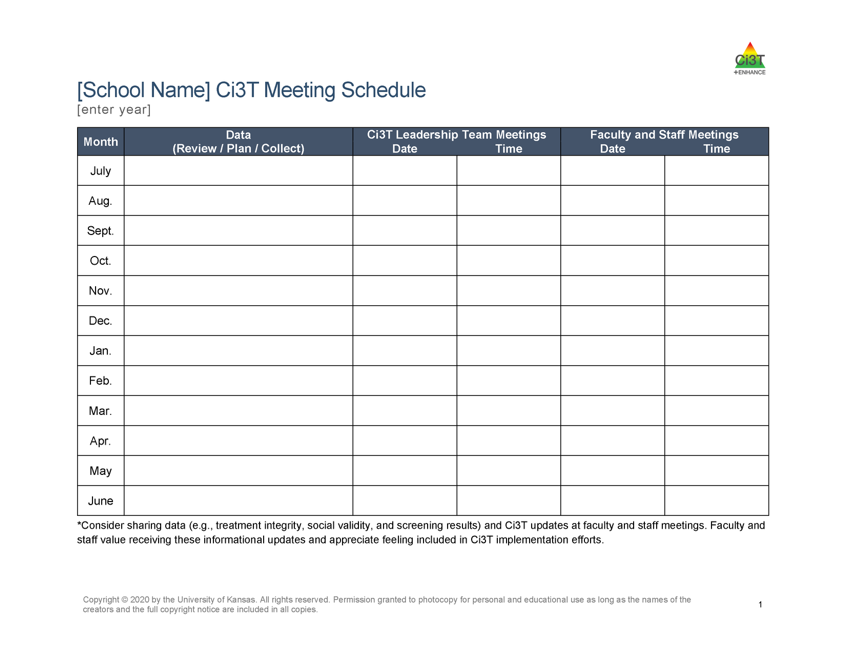 Ci3T
+ENHANCE
[School Name] Ci3T Meeting Schedule
[enter year]
Month
Data
(Review / Plan / Collect)
Ci3T Leadership Team Meetings
Date Time
Faculty and Staff Meetings
Date Time
July
Aug.
Sept.
Oct.
Nov.
Dec.
Jan.
Feb.
Mar.
Apr.
May
June
*Consider sharing data (e.g., treatment integrity, social validity, and screening results) and Ci3T updates at faculty and staff meetings. Faculty and
staff value receiving these informational updates and appreciate feeling included in Ci3T implementation efforts.
Copyright © 2020 by the University of Kansas. All rights reserved. Permission granted to photocopy for personal and educational use as long as the names of the
creators and the full copyright notice are included in all copies.
1